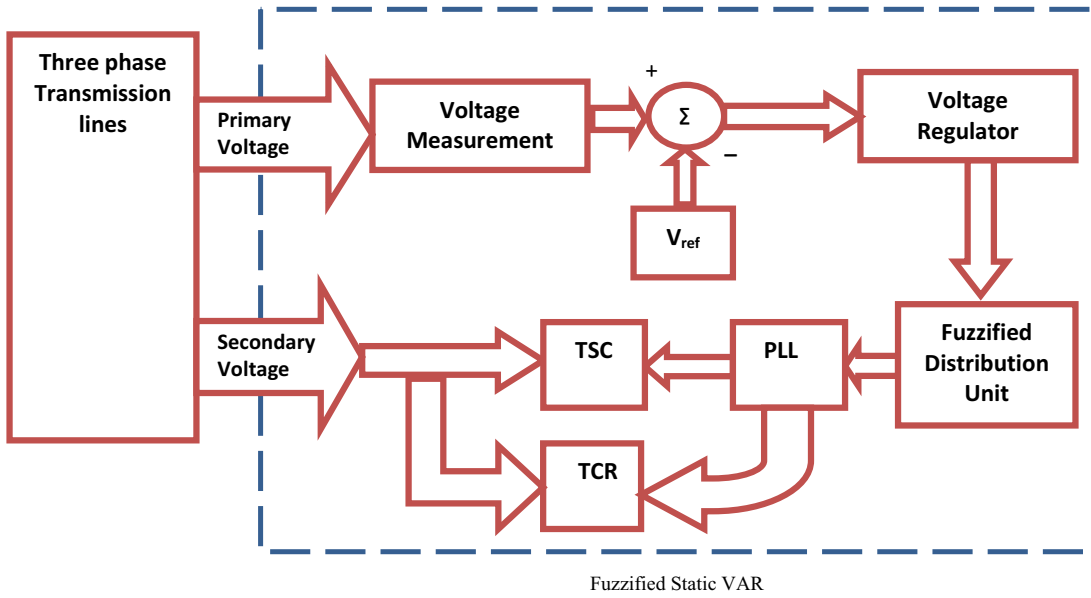 Three phase
Transmission
lines
Primary
Voltage
Voltage
Measurement
+
Σ
−
Vref
Voltage
Regulator
Secondary
Voltage
TSC
PLL
Fuzzified
Distribution
Unit
TCR
Fuzzified Static VAR